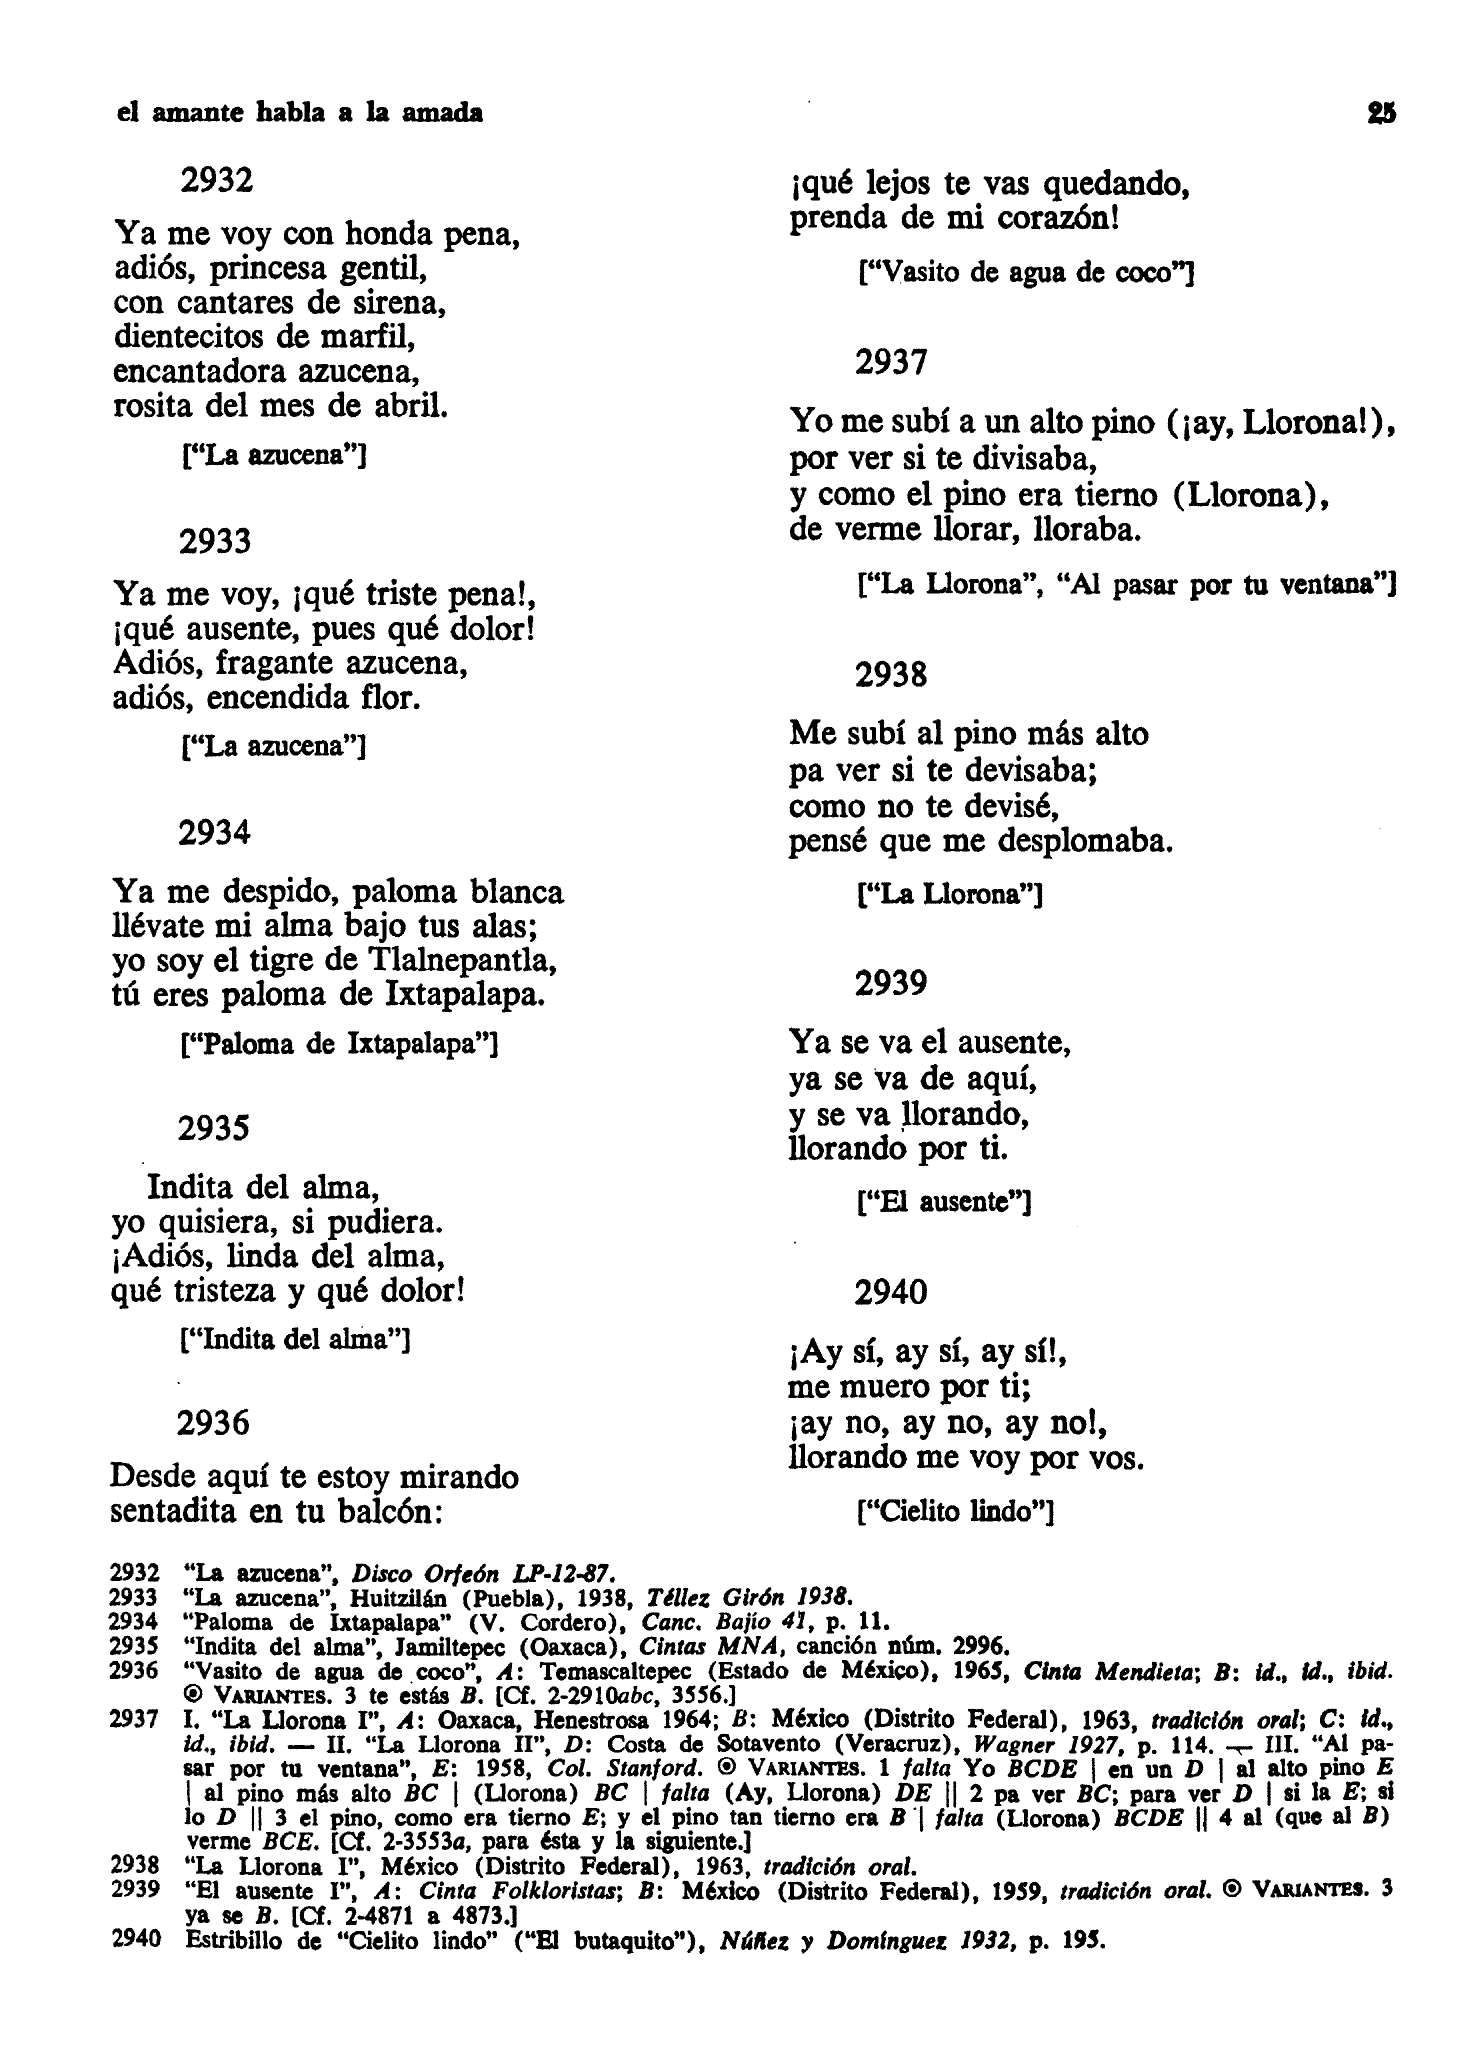 el amante habla a la amada
25
2932
Ya me voy con honda pena,
adiós, princesa gentil,
con cantares de sirena,
dientecitos de marfil,
encantadora azucena,
rosita del mes de abril.
[“La azucena”]
2933
Ya me voy, ¡qué triste pena!,
¡qué ausente, pues qué dolor!
Adiós, fragante azucena,
adiós, encendida flor.
[“La azucena”]
2934
Ya me despido, paloma blanca
llévate mi alma bajo tus alas;
yo soy el tigre de Tlalnepantla,
tú eres paloma de Ixtapalapa.
[“Paloma de Ixtapalapa”]
2935
Indita del alma,
yo quisiera, si pudiera.
¡Adiós, linda del alma,
qué tristeza y qué dolor!
[“Indita del alma”]
2936
Desde aquí te estoy mirando
sentadita en tu balcón:
¡qué lejos te vas quedando,
prenda de mi corazón!
[“Vasito de agua de coco”]
2937
Yo me subí a un alto pino (¡ay, Llorona!),
por ver si te divisaba,
y como el pino era tierno (Llorona),
de verme llorar, lloraba.
[“La Llorona”, “Al pasar por tu ventana”]
2938
Me subí al pino más alto
pa ver si te devisaba;
como no te devisé,
pensé que me desplomaba.
[“La Llorona”]
2939
Ya se va el ausente,
ya se va de aquí,
y se va llorando,
llorando por ti.
[“El ausente”]
2940
¡Ay sí, ay sí, ay sí!,
me muero por ti;
¡ay no, ay no, ay no!,
llorando me voy por vos.
[“Cielito lindo”]
2932 “La azucena”, Disco Orfeón LP-12-87.
2933 “La azucena”, Huitzilán (Puebla), 1938, Téllez Girón 1938.
2934 “Paloma de Ixtapalapa” (V. Cordero), Canc. Bajío 41, p. 11.
2935 “Indita del alma”, Jamiltepec (Oaxaca), Cintas MNA, canción núm. 2996.
2936 “Vasito de agua de coco”, A: Temascaltepec (Estado de México), 1965, Cinta Mendieta; B: id., id., ibid.
⊙ VARIANTES. 3 te estás B. [Cf. 2-2910abc, 3556.]
2937 I. “La Llorona I”, A: Oaxaca, Henestrosa 1964; B: México (Distrito Federal), 1963, tradición oral; C: id.,
id., ibid. — II. “La Llorona II”, D: Costa de Sotavento (Veracruz), Wagner 1927, p. 114. — III. “Al pa-
sar por tu ventana”, E: 1958, Col. Stanford. ⊙ VARIANTES. 1 falta Yo BCDE | en un D | al alto pino E
| al pino más alto BC | (Llorona) BC | falta (Ay, Llorona) DE || 2 pa ver BC; para ver D | si la E; si
lo D || 3 el pino, como era tierno E; y el pino tan tierno era B | falta (Llorona) BCDE || 4 al (que al B)
verme BCE. [Cf. 2-3553a, para ésta y la siguiente.]
2938 “La Llorona I”, México (Distrito Federal), 1963, tradición oral.
2939 “El ausente I”, A: Cinta Folkloristas; B: México (Distrito Federal), 1959, tradición oral. ⊙ VARIANTES. 3
ya se B. [Cf. 2-4871 a 4873.]
2940 Estribillo de “Cielito lindo” (“El butaquito”), Núñez y Domínguez 1932, p. 195.